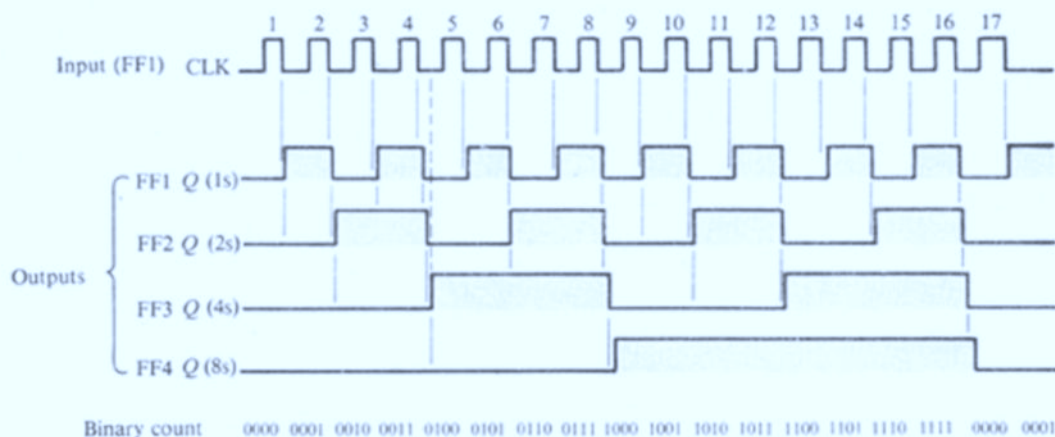 1 2 3 4 5 6 7 8 9 10 11 12 13 14 15 16 17
Input (FF1) CLK
FF1 Q (1s)
FF2 Q (2s)
Outputs
FF3 Q (4s)
FF4 Q (8s)
Binary count 0000 0001 0010 0011 0100 0101 0110 0111 1000 1001 1010 1011 1100 1101 1110 1111 0000 0001